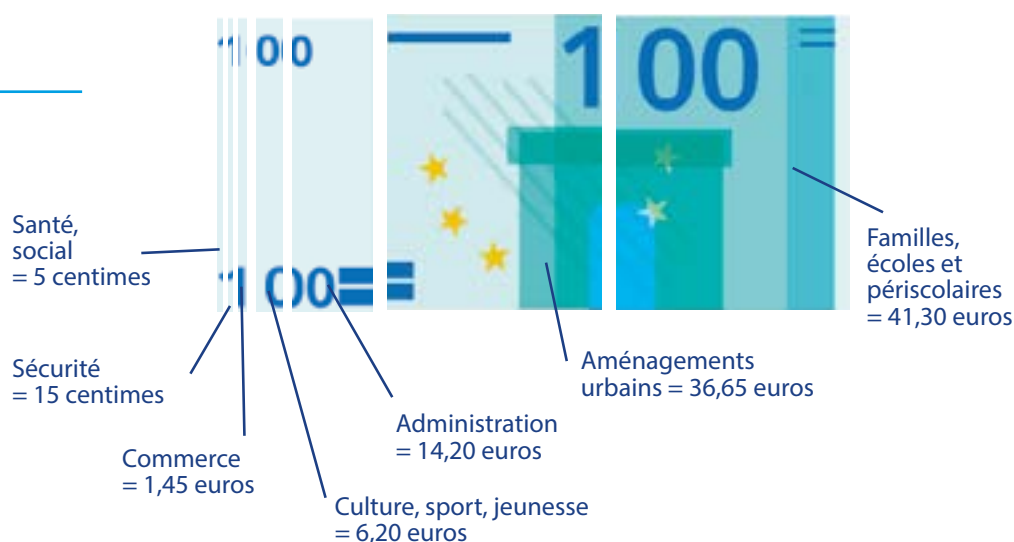 100
100
100
Santé,
social
= 5 centimes
Sécurité
= 15 centimes
Commerce
= 1,45 euros
Culture, sport, jeunesse
= 6,20 euros
Administration
= 14,20 euros
Aménagements
urbains = 36,65 euros
Familles,
écoles et
périscolaires
= 41,30 euros